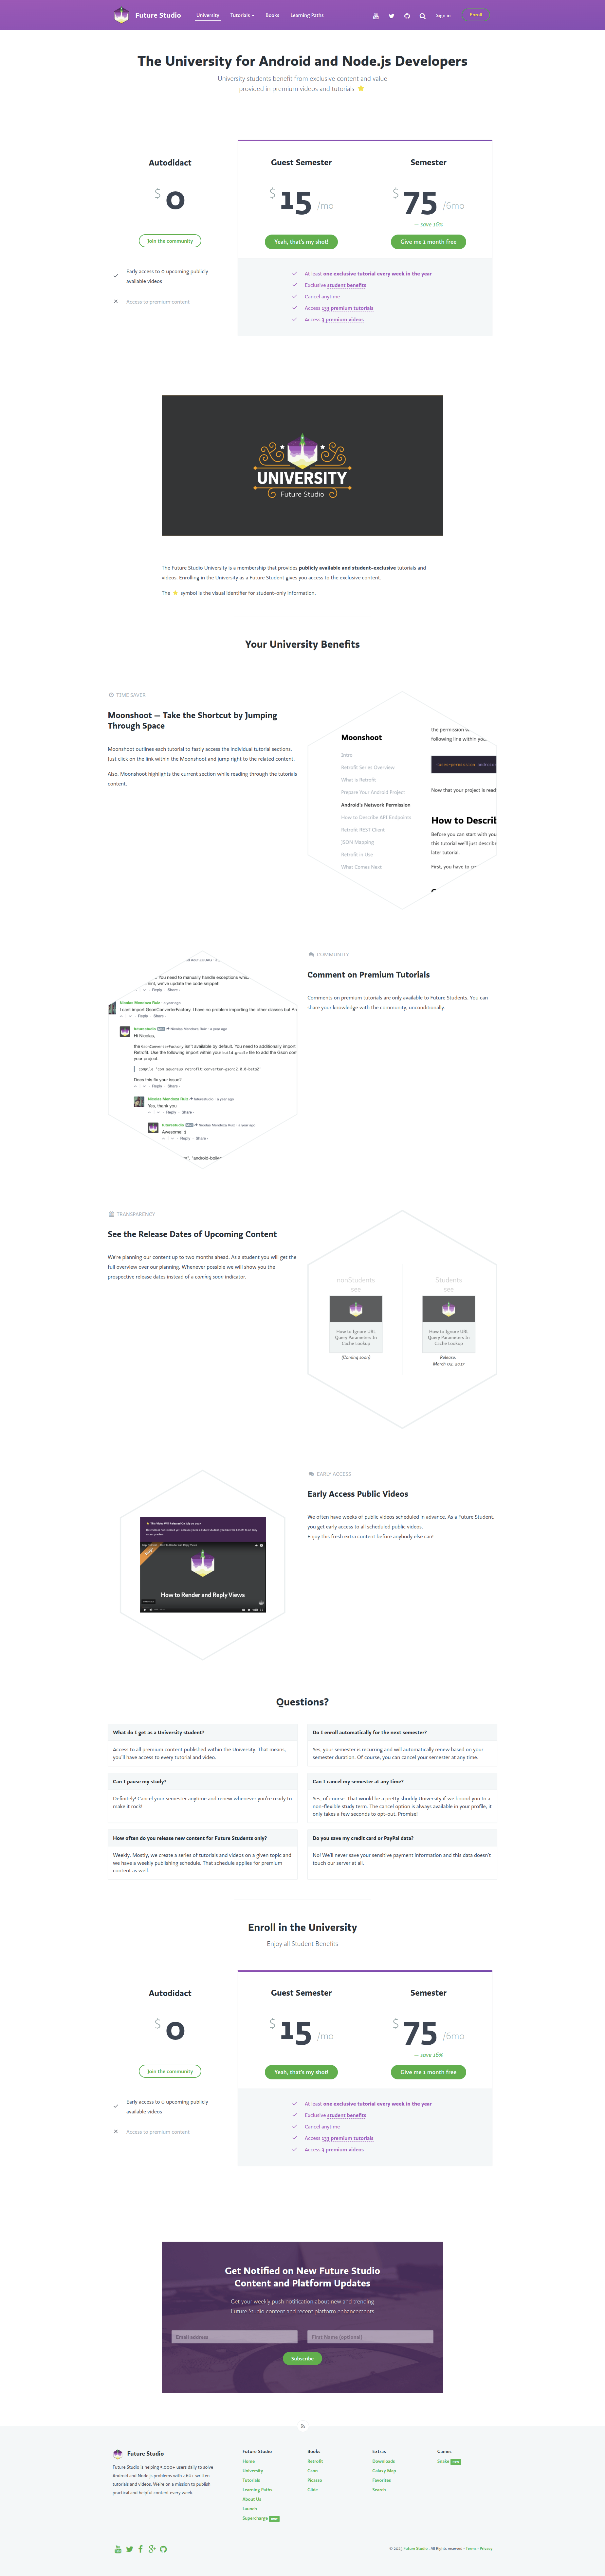 Future Studio
University
Tutorials
Books
Learning Paths
Sign in
Enroll
The University for Android and Node.js Developers
University students benefit from exclusive content and value
provided in premium videos and tutorials
Autodidact
$ 0
Join the community
Early access to 0 upcoming publicly
available videos
Access to premium content
Guest Semester
$ 15 /mo
Yeah, that's my shot!
Semester
$ 75 /6mo
— save 16%
Give me 1 month free
At least one exclusive tutorial every week in the year
Exclusive student benefits
Cancel anytime
Access 133 premium tutorials
Access 3 premium videos
UNIVERSITY
Future Studio
The Future Studio University is a membership that provides publicly available and student-exclusive tutorials and
videos. Enrolling in the University as a Future Student gives you access to the exclusive content.
The symbol is the visual identifier for student-only information.
Your University Benefits
TIME SAVER
Moonshoot — Take the Shortcut by Jumping
Through Space
Moonshoot outlines each tutorial to fastly access the individual tutorial sections.
Just click on the link within the Moonshoot and jump right to the related content.
Also, Moonshoot highlights the current section while reading through the tutorials
content.
Moonshoot
Intro
Retrofit Series Overview
What is Retrofit
Prepare Your Android Project
Android's Network Permission
How to Describe API Endpoints
Retrofit REST Client
JSON Mapping
Retrofit in Use
What Comes Next
the permission
following line within you
<uses-permission android
Now that your project is read
How to Describ
Before you can start with you
this tutorial we'll just describe
later tutorial.
First, you have to
You need to manually handle exceptions
hint, we've update the code snippet!
Reply · Share ›
Nicolas Mendoza Ruiz · a year ago
I cant import GsonConverterFactory. I have no problem importing the other classes but
Reply · Share ›
futurestudio Nicolas Mendoza Ruiz · a year ago
Hi Nicolas,
the GsonConverterFactory isn't available by default. You need to additionally import
Retrofit. Use the following import within your build.gradle file to add the Gson con
your project:
compile 'com.squareup.retrofit:converter-gson:2.0.0-beta2'
Does this fix your issue?
Reply · Share ›
Nicolas Mendoza Ruiz futurestudio · a year ago
Yes, thank you
Reply · Share ›
futurestudio Nicolas Mendoza Ruiz · a year ago
Awesome! :)
Reply · Share ›
COMMUNITY
Comment on Premium Tutorials
Comments on premium tutorials are only available to Future Students. You can
share your knowledge with the community, unconditionally.
TRANSPARENCY
See the Release Dates of Upcoming Content
We're planning our content up to two months ahead. As a student you will get the
full overview over our planning. Whenever possible we will show you the
prospective release dates instead of a coming soon indicator.
nonStudents
see
How to Ignore URL
Query Parameters in
Cache Lookup
(Coming soon)
Students
see
How to Ignore URL
Query Parameters in
Cache Lookup
Release:
March 02, 2017
How to Render and Reply Views
EARLY ACCESS
Early Access Public Videos
We often have weeks of public videos scheduled in advance. As a Future Student,
you get early access to all scheduled public videos.
Enjoy this fresh extra content before anybody else can!
Questions?
What do I get as a University student?
Access to all premium content published within the University. That means,
you'll have access to every tutorial and video.
Do I enroll automatically for the next semester?
Yes, your semester is recurring and will automatically renew based on your
semester duration. Of course, you can cancel your semester at any time.
Can I pause my study?
Definitely! Cancel your semester anytime and renew whenever you're ready to
make it rock!
Can I cancel my semester at any time?
Yes, of course. That would be a pretty shoddy University if we bound you to a
non-flexible study term. The cancel option is always available in your profile, it
only takes a few seconds to opt-out. Promise!
How often do you release new content for Future Students only?
Weekly. Mostly, we create a series of tutorials and videos on a given topic and
we have a weekly publishing schedule. That schedule applies for premium
content as well.
Do you save my credit card or PayPal data?
No! We'll never save your sensitive payment information and this data doesn't
touch our server at all.
Enroll in the University
Enjoy all Student Benefits
Autodidact
$ 0
Join the community
Early access to 0 upcoming publicly
available videos
Access to premium content
Guest Semester
$ 15 /mo
Yeah, that's my shot!
Semester
$ 75 /6mo
— save 16%
Give me 1 month free
At least one exclusive tutorial every week in the year
Exclusive student benefits
Cancel anytime
Access 133 premium tutorials
Access 3 premium videos
Get Notified on New Future Studio
Content and Platform Updates
Get your weekly push notification about new and trending
Future Studio content and recent platform enhancements
Email address
First Name (optional)
Subscribe
Future Studio
Future Studio is helping 5,000+ users daily to solve
Android and Node.js problems with 460+ written
tutorials and videos. We're on a mission to publish
practical and helpful content every week.
Future Studio
Home
University
Tutorials
Learning Paths
About Us
Launch
Supercharge
Books
Retrofit
Gson
Picasso
Glide
Extras
Downloads
Galaxy Map
Favorites
Search
Games
Snake
© 2023 Future Studio . All Rights reserved · Terms · Privacy